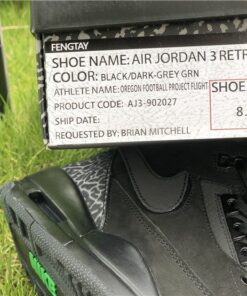 FENGTAY
SHOE NAME: AIR JORDAN 3 RETR
COLOR: BLACK/DARK-GREY GRN
ATHLETE NAME: OREGON FOOTBALL PROJECT FLIGHT
PRODUCT CODE: AJ3-902027
SHIP DATE:
REQUESTED BY: BRIAN MITCHELL
SHOE
8.